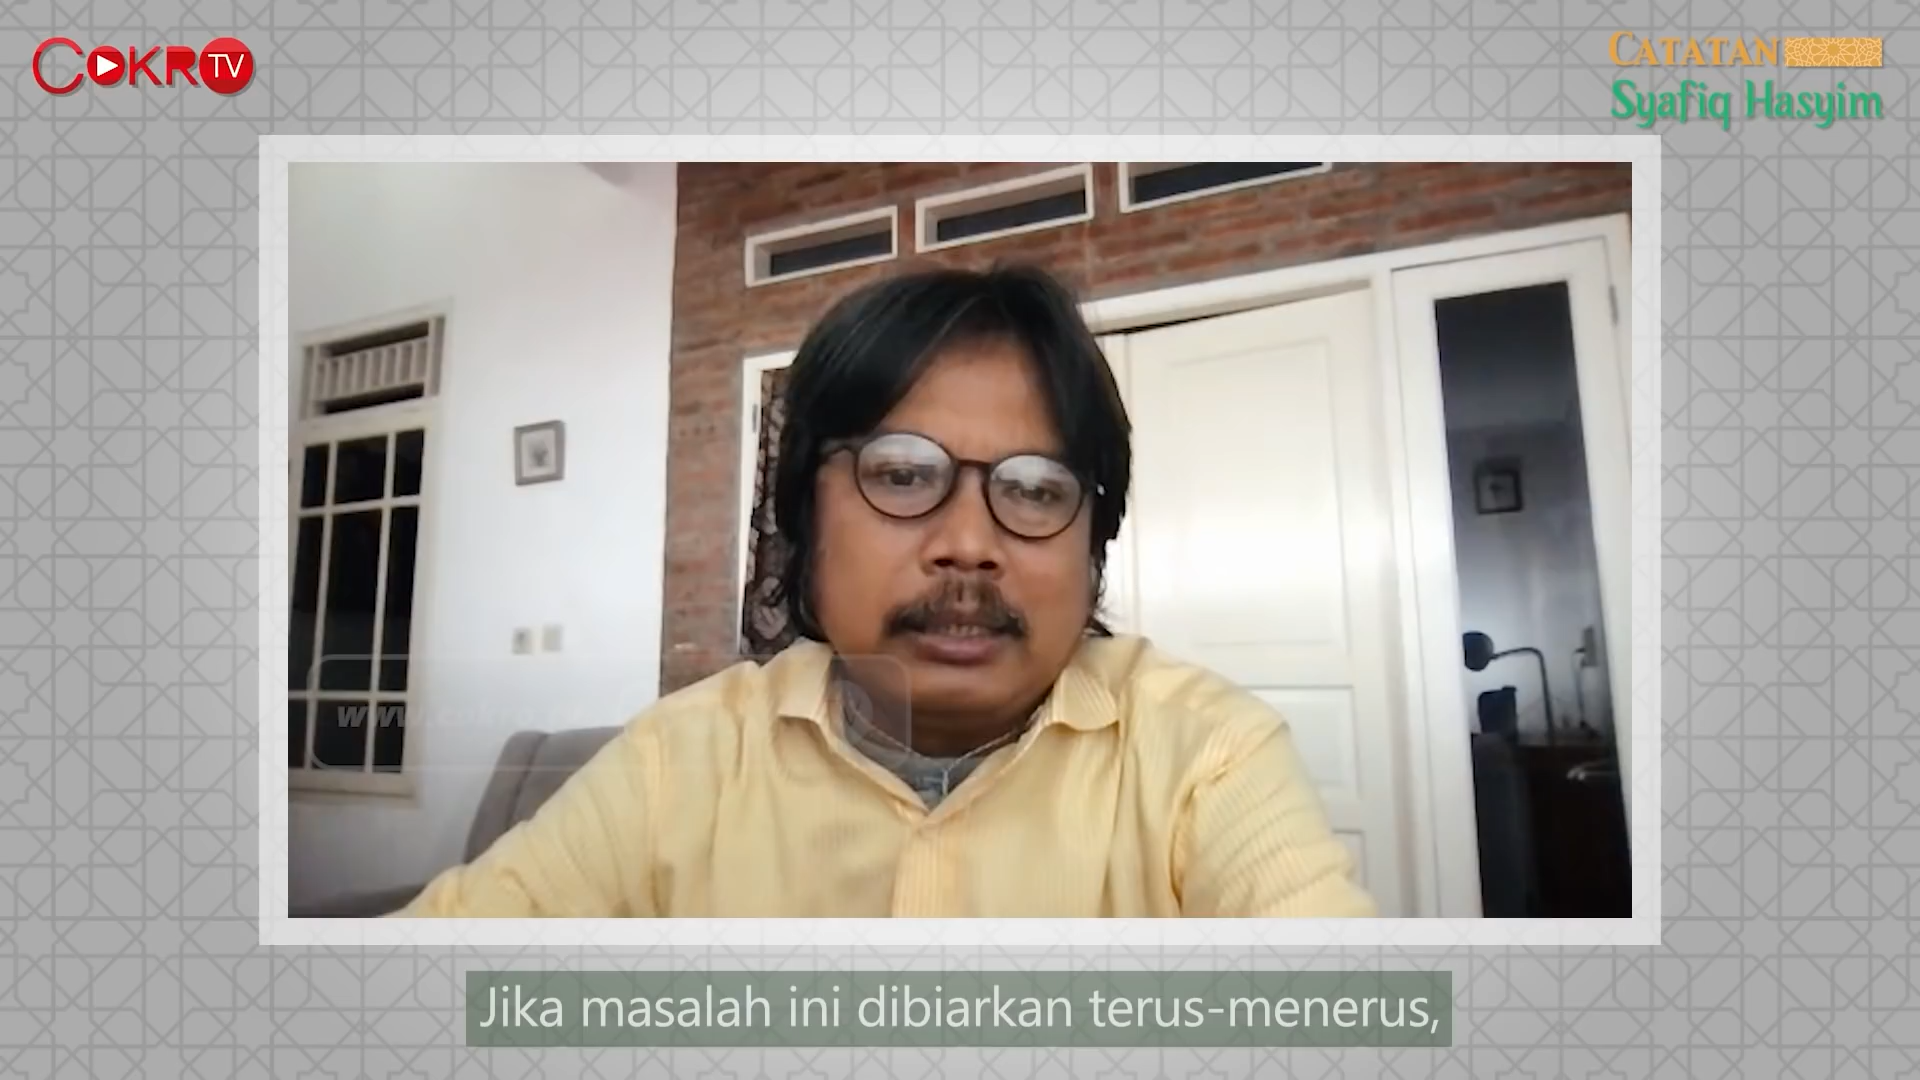 COKRO TV
CATATAN
Syafiq Hasyim
Jika masalah ini dibiarkan terus-menerus,